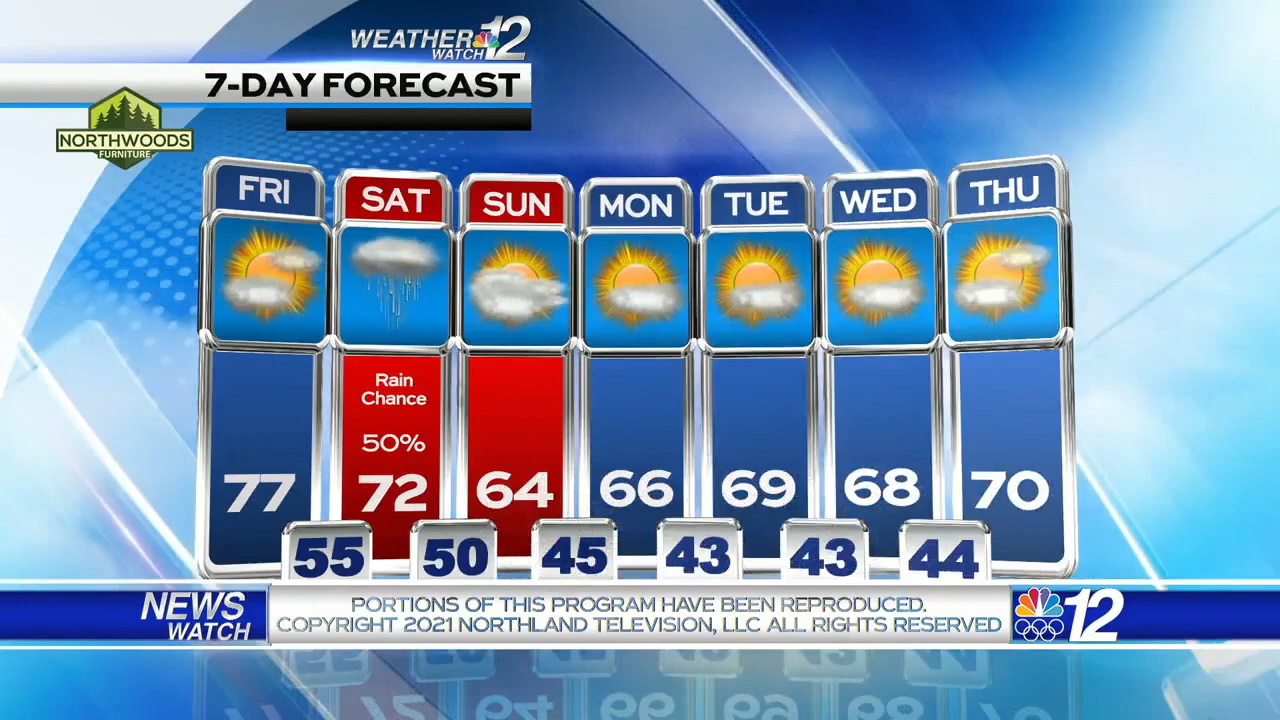 WEATHER 12
WATCH
7-DAY FORECAST
NORTHWOODS
FURNITURE
FRI SAT SUN MON TUE WED THU
Rain
Chance
50%
77 72 64 66 69 68 70
55 50 45 43 43 44
NEWS
WATCH
PORTIONS OF THIS PROGRAM HAVE BEEN REPRODUCED.
COPYRIGHT 2021 NORTHLAND TELEVISION, LLC ALL RIGHTS RESERVED
12